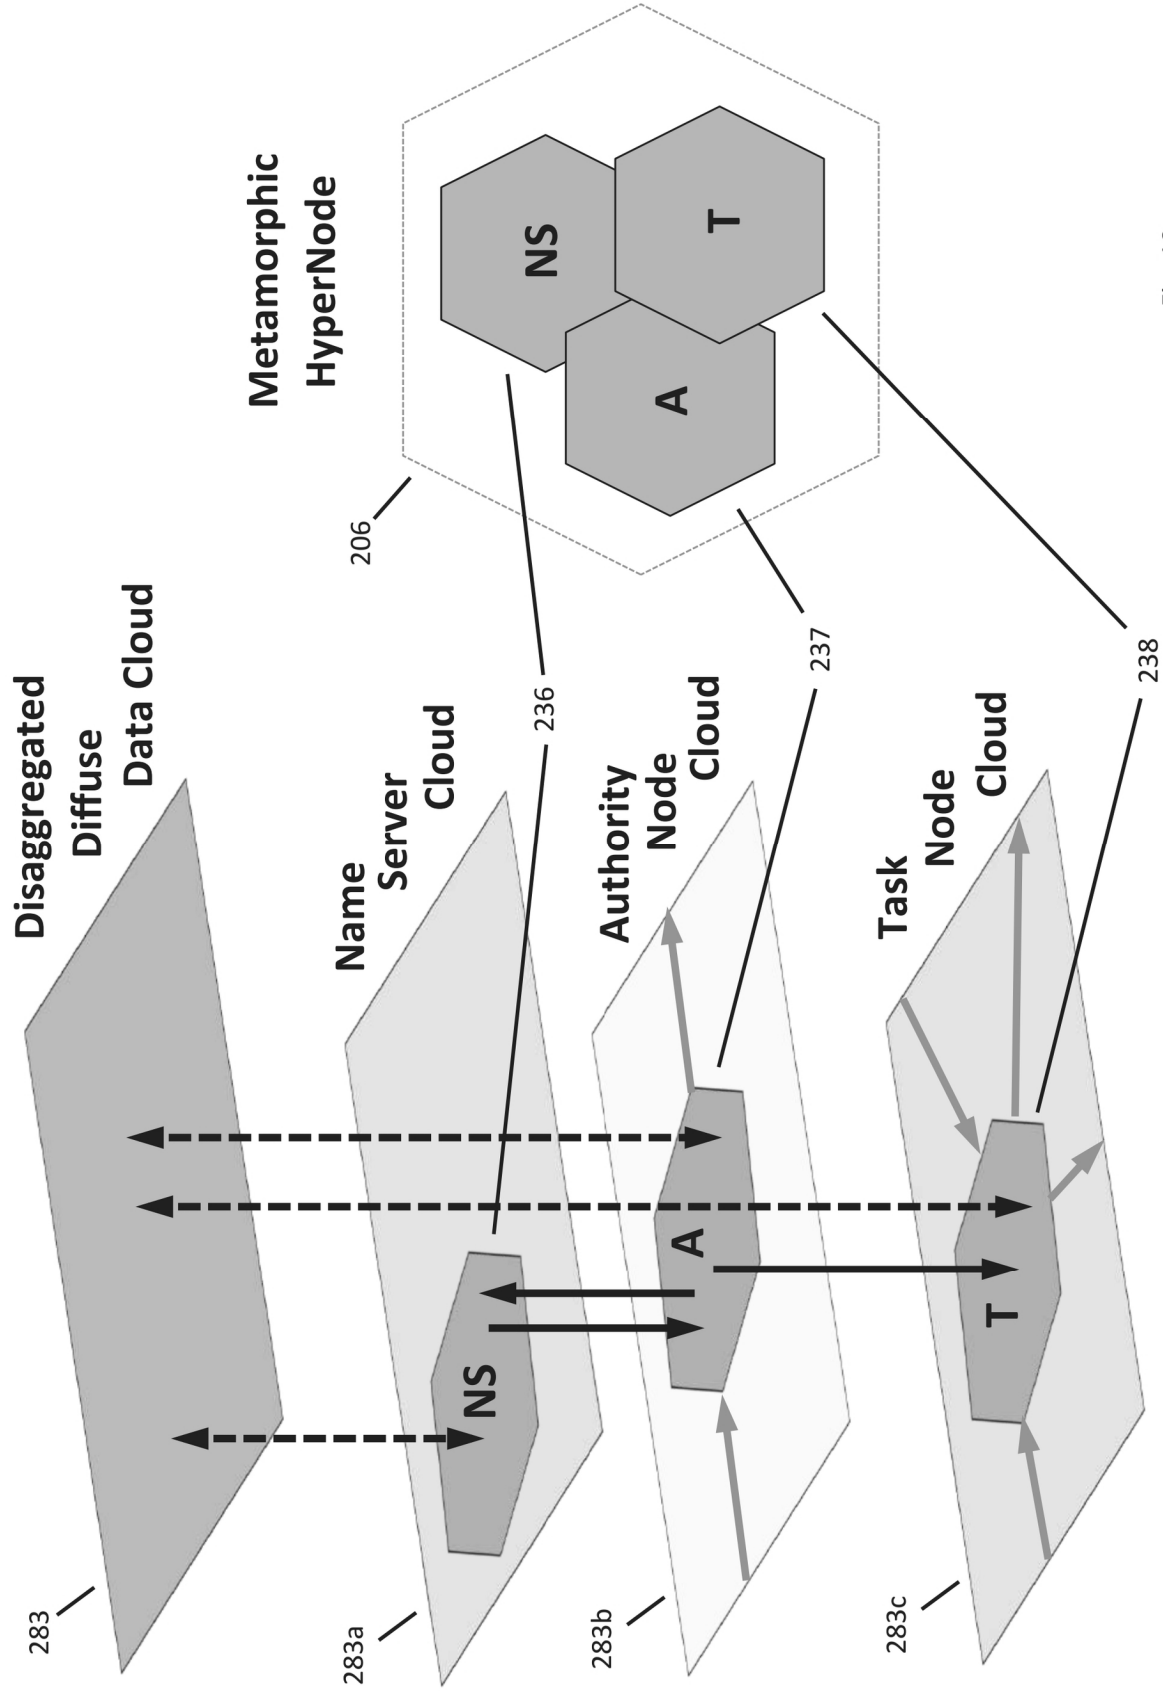 283
Disaggregated
Diffuse
Data Cloud
283a
Name
Server
Cloud
NS
236
283b
Authority
Node
Cloud
A
237
283c
Task
Node
Cloud
T
238
Metamorphic
HyperNode
206
NS
A
T